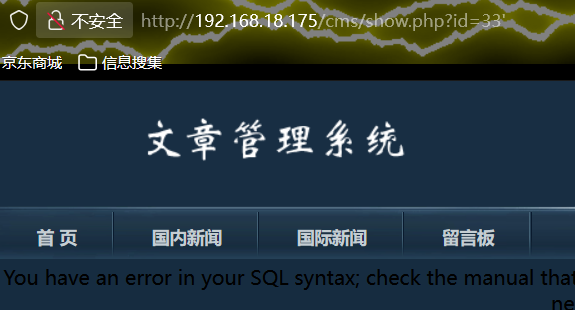 不安全 http://192.168.18.175/cms/show.php?id=33'
京东商城 信息搜集
文章管理系统
首 页 国内新闻 国际新闻 留言板
You have an error in your SQL syntax; check the manual that
ne